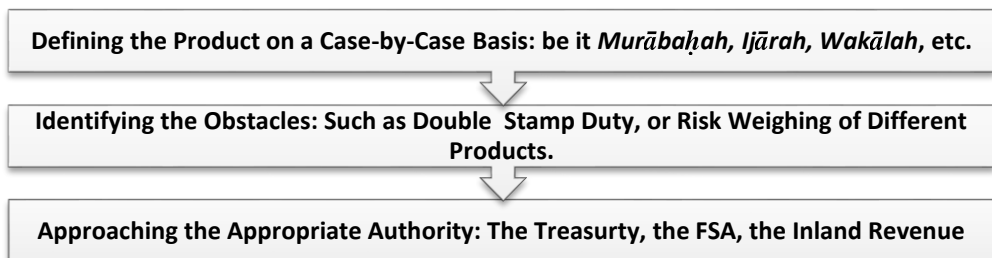 Defining the Product on a Case-by-Case Basis: be it Murābaḥah, Ijārah, Wakālah, etc.
Identifying the Obstacles: Such as Double  Stamp Duty, or Risk Weighing of Different
Products.
Approaching the Appropriate Authority: The Treasurty, the FSA, the Inland Revenue